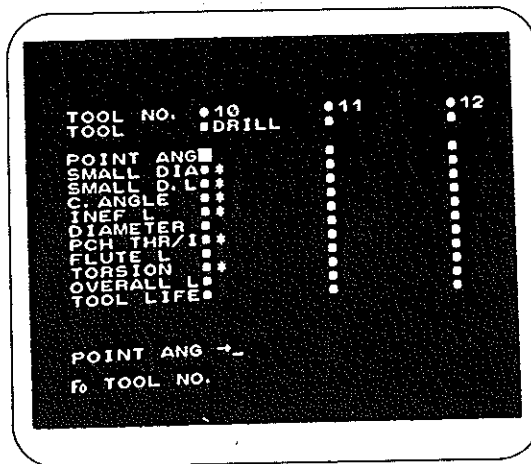 TOOL NO. ●10 ●11 ●12
TOOL ■DRILL ■ ■
POINT ANG■ ■ ■
SMALL DIA■* ■ ■
SMALL D.L■* ■ ■
C.ANGLE ■* ■ ■
INEF L ■* ■ ■
DIAMETER ■ ■ ■
PCH THR/I■* ■ ■
FLUTE L ■ ■ ■
TORSION ■* ■ ■
OVERALL L■ ■ ■
TOOL LIFE■ ■ ■
POINT ANG →_
F0 TOOL NO.